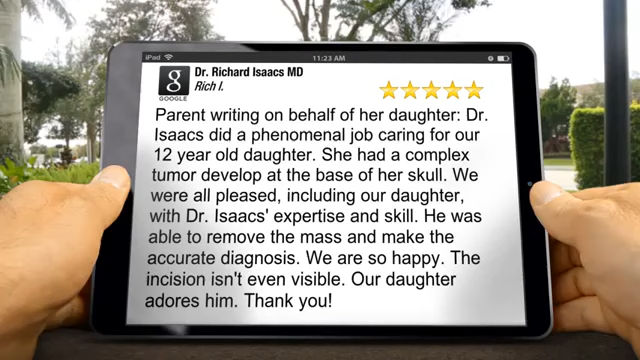 iPod
11:23 AM
g
GOOGLE
Dr. Richard Isaacs MD
Rich I.
Parent writing on behalf of her daughter: Dr.
Isaacs did a phenomenal job caring for our
12 year old daughter. She had a complex
tumor develop at the base of her skull. We
were all pleased, including our daughter,
with Dr. Isaacs' expertise and skill. He was
able to remove the mass and make the
accurate diagnosis. We are so happy. The
incision isn't even visible. Our daughter
adores him. Thank you!